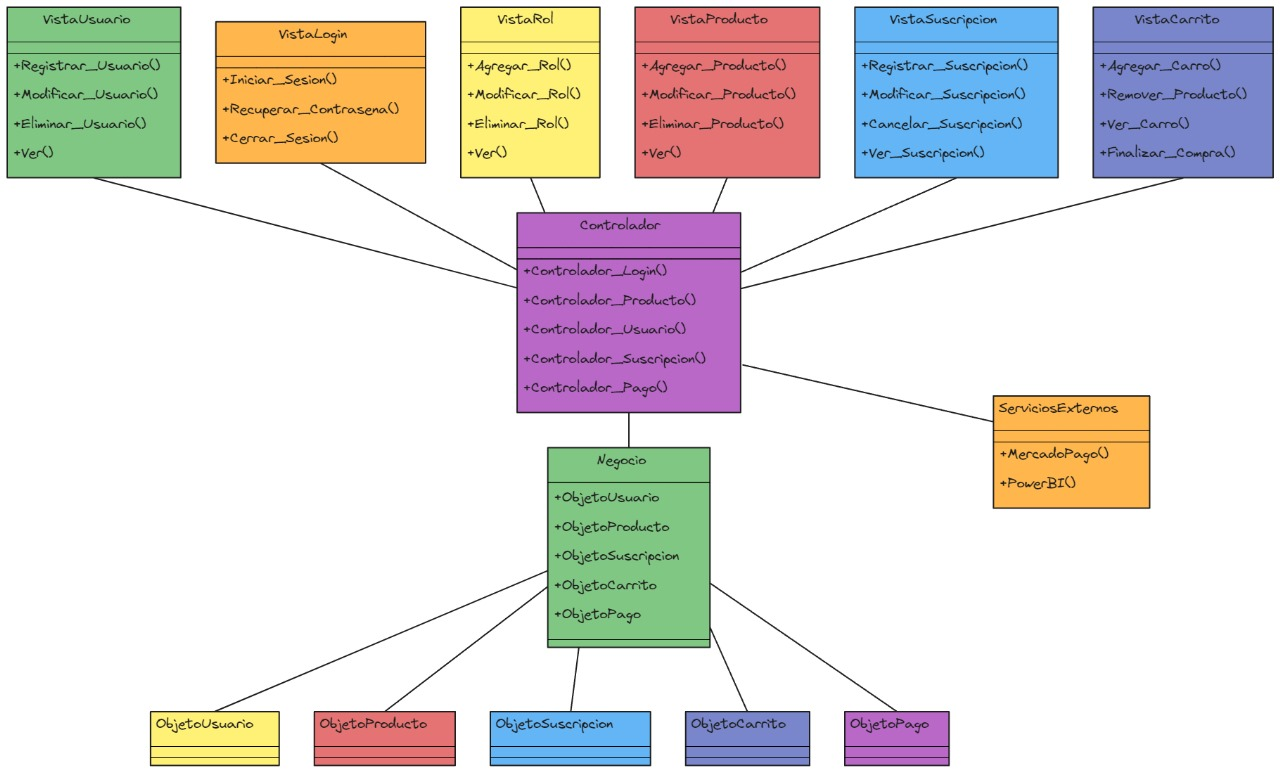 VistaUsuario
+Registrar_Usuario()
+Modificar_Usuario()
+Eliminar_Usuario()
+Ver()
VistaLogin
+Iniciar_Sesion()
+Recuperar_Contrasena()
+Cerrar_Sesion()
VistaRol
+Agregar_Rol()
+Modificar_Rol()
+Eliminar_Rol()
+Ver()
VistaProducto
+Agregar_Producto()
+Modificar_Producto()
+Eliminar_Producto()
+Ver()
VistaSuscripcion
+Registrar_Suscripcion()
+Modificar_Suscripcion()
+Cancelar_Suscripcion()
+Ver_Suscripcion()
VistaCarrito
+Agregar_Carro()
+Remover_Producto()
+Ver_Carro()
+Finalizar_Compra()
Controlador
+Controlador_Login()
+Controlador_Producto()
+Controlador_Usuario()
+Controlador_Suscripcion()
+Controlador_Pago()
ServiciosExternos
+MercadoPago()
+PowerBI()
Negocio
+ObjetoUsuario
+ObjetoProducto
+ObjetoSuscripcion
+ObjetoCarrito
+ObjetoPago
ObjetoUsuario
ObjetoProducto
ObjetoSuscripcion
ObjetoCarrito
ObjetoPago